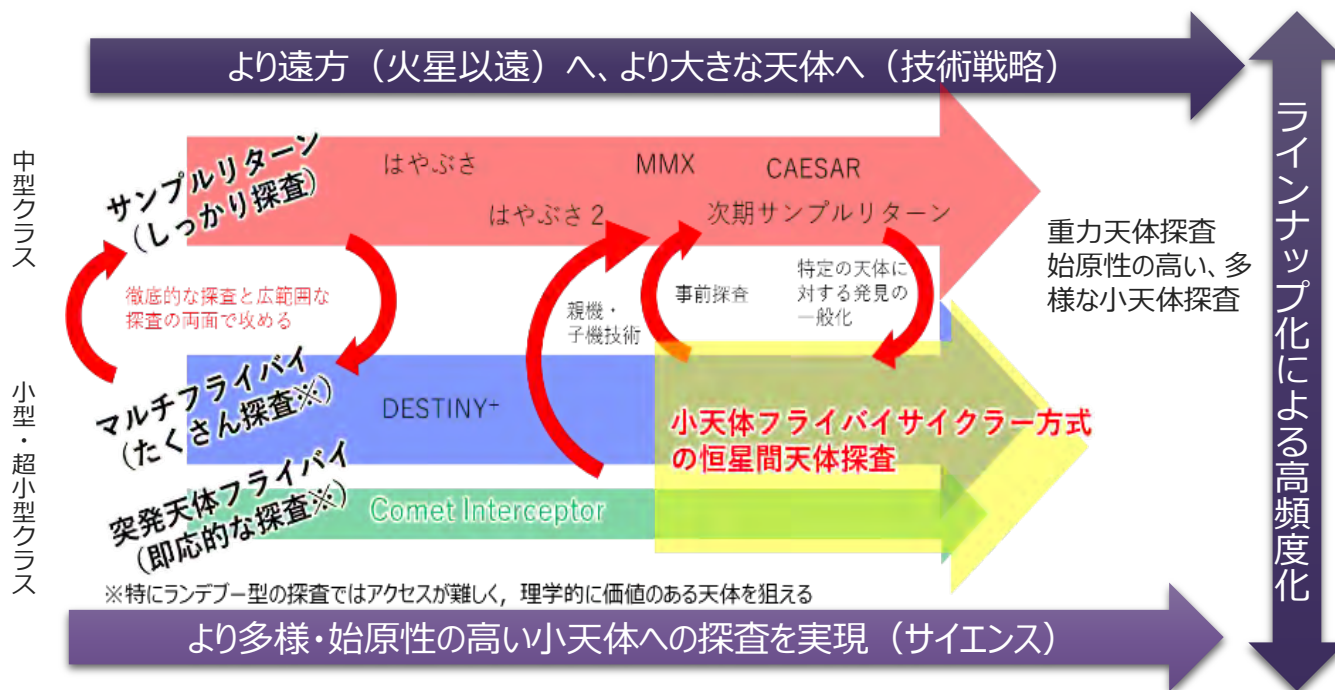 より遠方（火星以遠）へ、より大きな天体へ（技術戦略）
中型クラス
サンプルリターン
（しっかり探査）
はやぶさ
MMX
CAESAR
はやぶさ２
次期サンプルリターン
重力天体探査
始原性の高い、多
様な小天体探査
徹底的な探査と広範囲な
探査の両面で攻める
親機・
子機技術
事前探査
特定の天体に
対する発見の
一般化
小型・超小型クラス
マルチフライバイ
（たくさん探査※）
DESTINY⁺
小天体フライバイサイクラー方式
の恒星間天体探査
突発天体フライバイ
（即応的な探査※）
Comet Interceptor
※特にランデブー型の探査ではアクセスが難しく，理学的に価値のある天体を狙える
より多様・始原性の高い小天体への探査を実現（サイエンス）
ラインナップ化による高頻度化